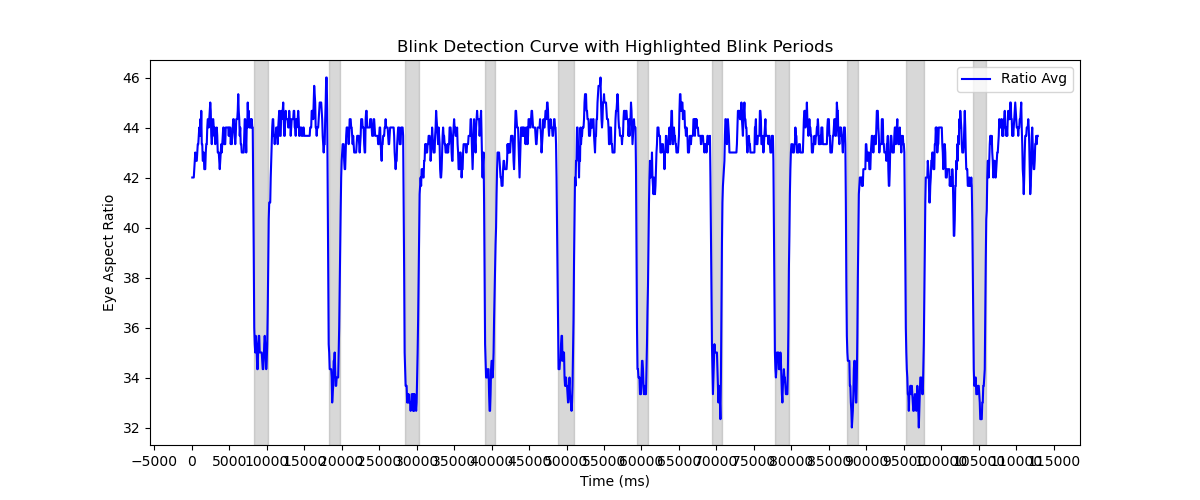 Blink Detection Curve with Highlighted Blink Periods
Ratio Avg
46
44
42
40
38
36
34
32
Eye Aspect Ratio
−5000 0 5000 10000 15000 20000 25000 30000 35000 40000 45000 50000 55000 60000 65000 70000 75000 80000 85000 90000 95000 100000 105000 110000 115000
Time (ms)